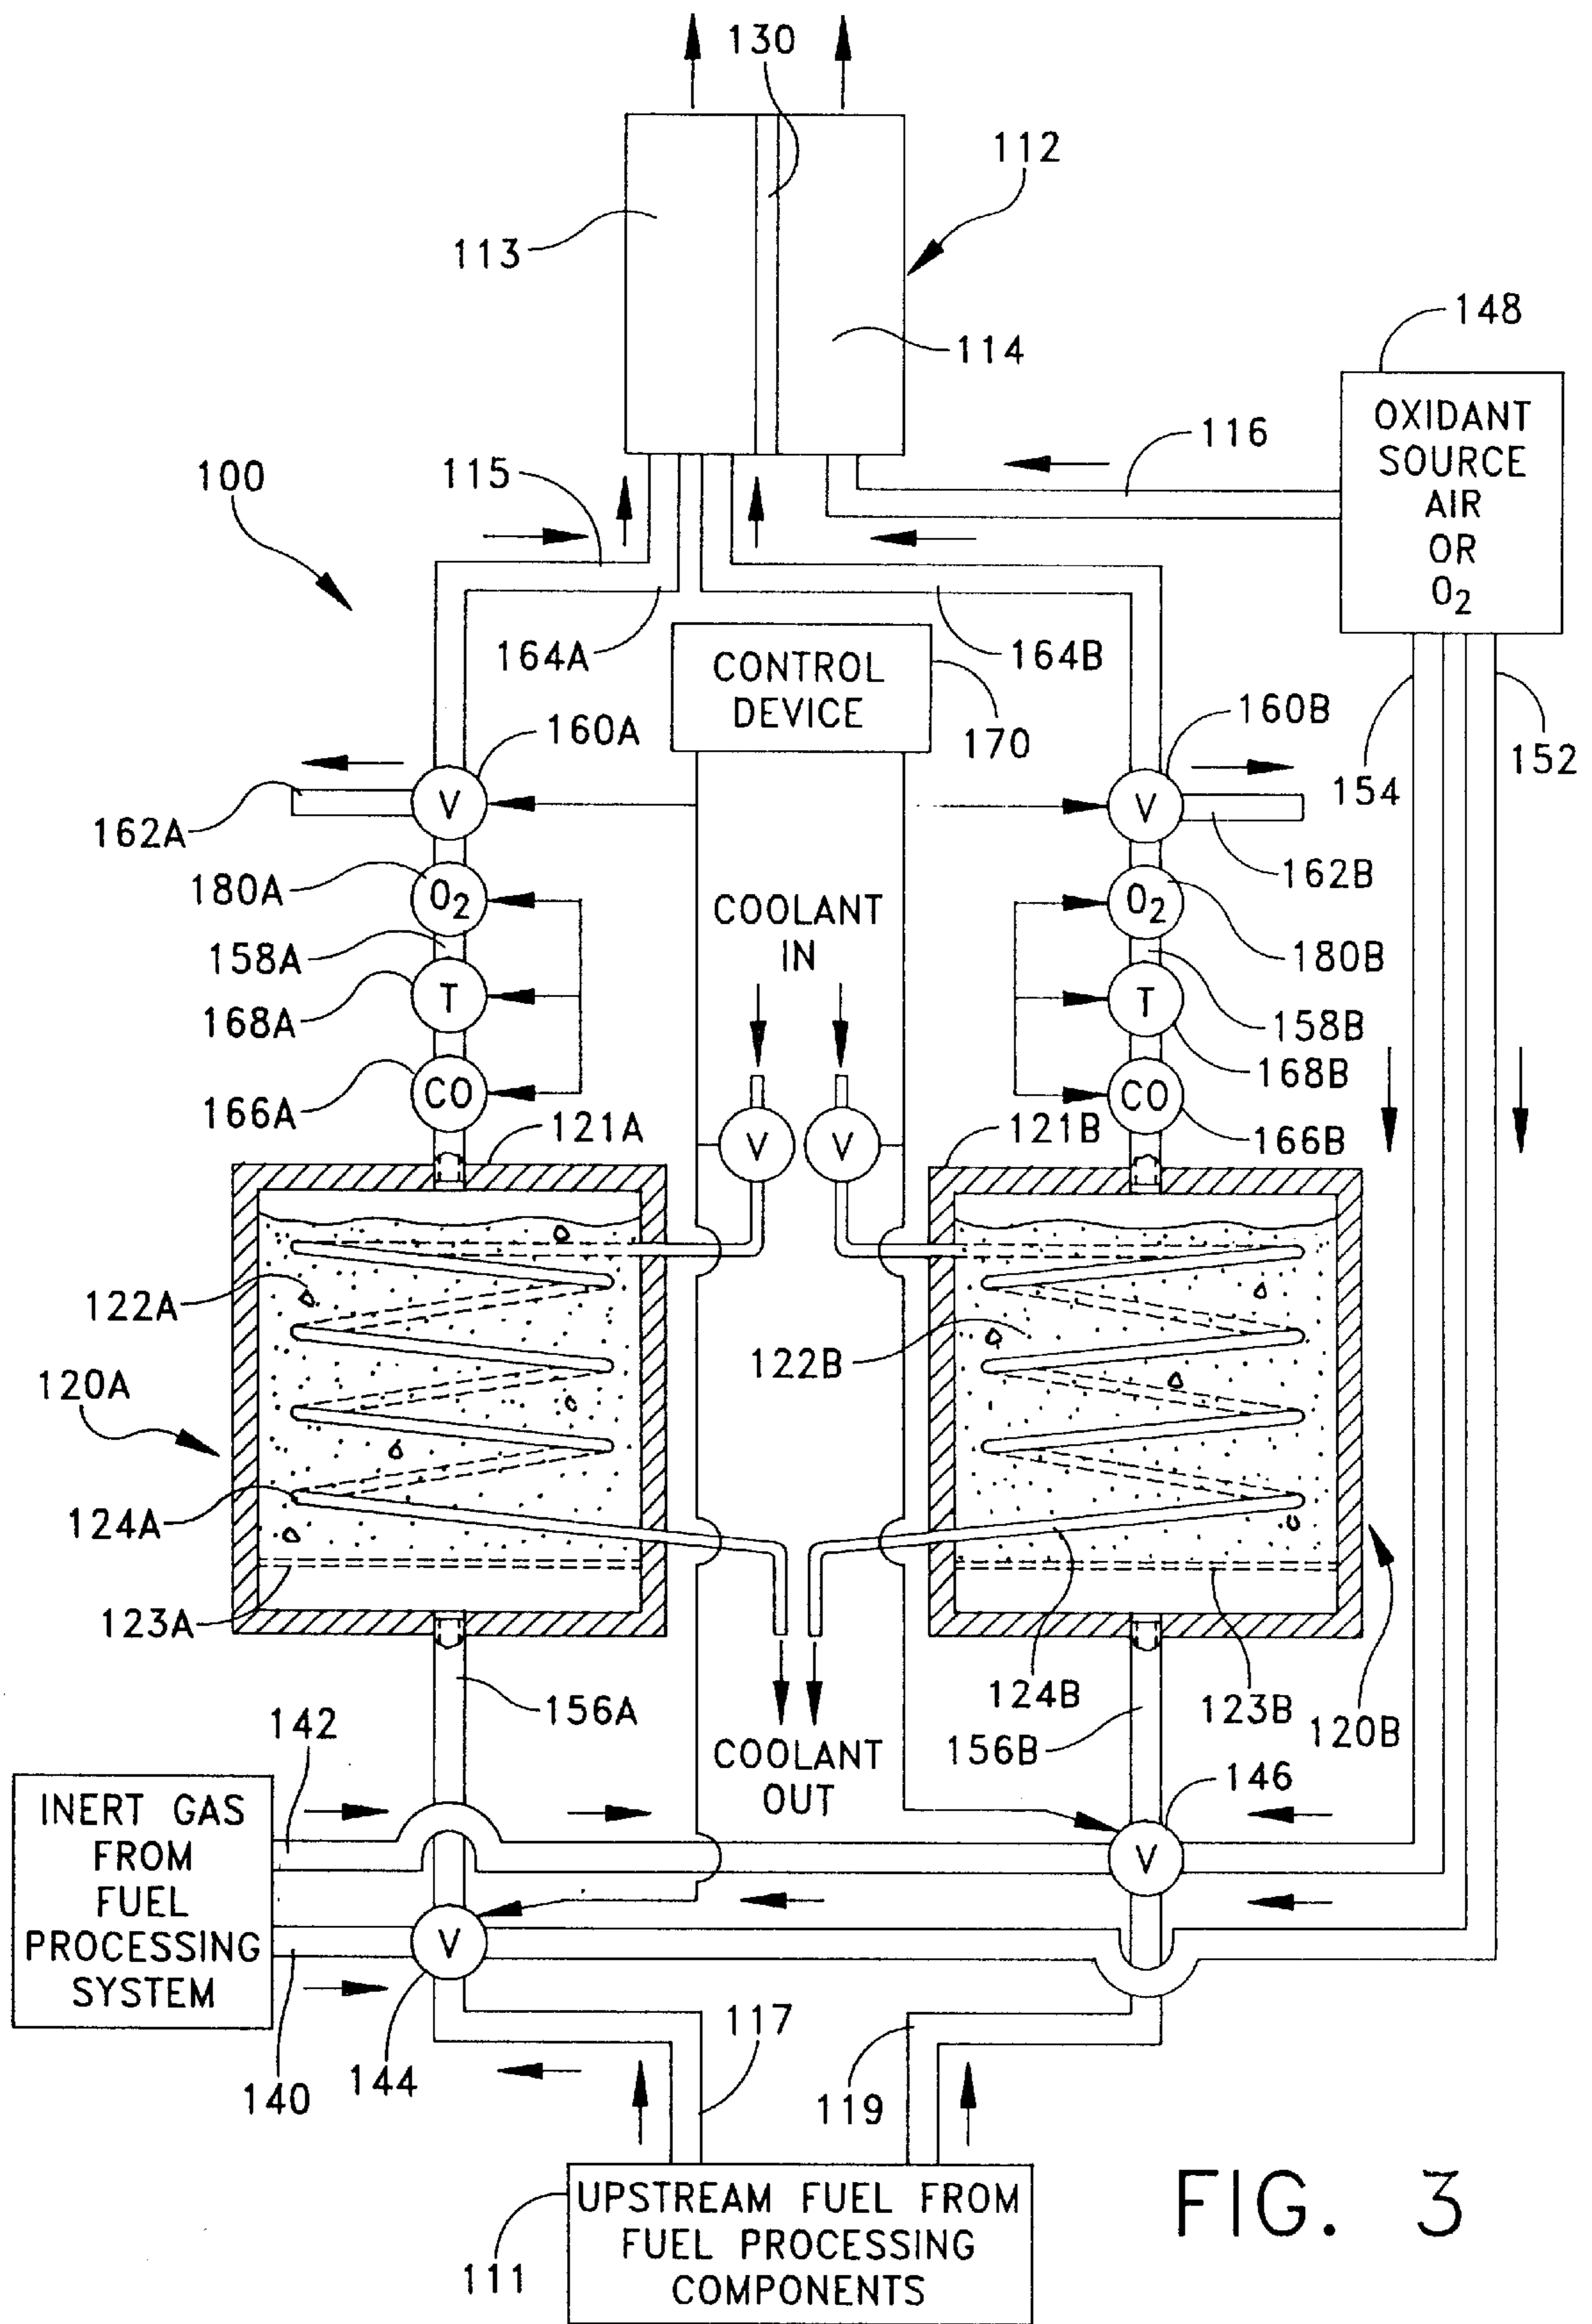 130
112
113
114
148
OXIDANT
SOURCE
AIR
OR
O2
116
115
100
164A
164B
CONTROL
DEVICE
170
160A
160B
154
152
V
V
162A
162B
180A
O2
O2
180B
COOLANT
IN
158A
158B
168A
T
T
168B
166A
CO
CO
166B
121A
121B
V
V
122A
122B
120A
124A
123A
124B
123B
120B
156A
156B
COOLANT
OUT
142
146
INERT GAS
FROM
FUEL
PROCESSING
SYSTEM
V
V
140
144
117
119
111
UPSTREAM FUEL FROM
FUEL PROCESSING
COMPONENTS
FIG. 3